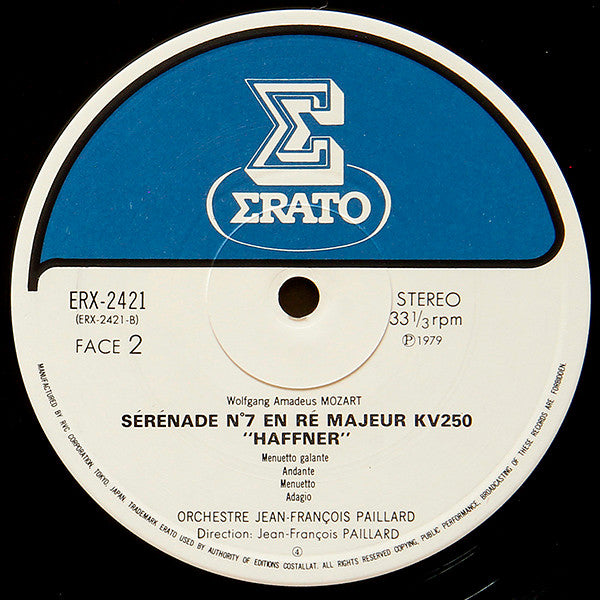 Σ
ΣRATO
ERX-2421
(ERX-2421-B)
FACE 2
STEREO
33 1/3 rpm
Ⓟ1979
Wolfgang Amadeus MOZART
SÉRÉNADE N°7 EN RÉ MAJEUR KV250
"HAFFNER"
Menuetto galante
Andante
Menuetto
Adagio
ORCHESTRE JEAN-FRANÇOIS PAILLARD
Direction: Jean-François PAILLARD
④
MANUFACTURED BY RVC CORPORATION, TOKYO, JAPAN. TRADEMARK ERATO USED BY AUTHORITY OF EDITIONS COSTALLAT. ALL RIGHTS RESERVED COPYING, PUBLIC PERFORMANCE, BROADCASTING OF THESE RECORDS ARE FORBIDDEN.